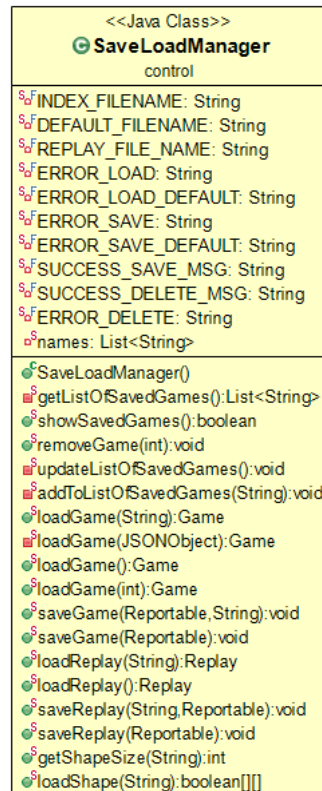 <<Java Class>>
SaveLoadManager
control
INDEX_FILENAME: String
DEFAULT_FILENAME: String
REPLAY_FILE_NAME: String
ERROR_LOAD: String
ERROR_LOAD_DEFAULT: String
ERROR_SAVE: String
ERROR_SAVE_DEFAULT: String
SUCCESS_SAVE_MSG: String
SUCCESS_DELETE_MSG: String
ERROR_DELETE: String
names: List<String>
SaveLoadManager()
getListOfSavedGames():List<String>
showSavedGames():boolean
removeGame(int):void
updateListOfSavedGames():void
addToListOfSavedGames(String):void
loadGame(String):Game
loadGame(JSONObject):Game
loadGame():Game
loadGame(int):Game
saveGame(Reportable,String):void
saveGame(Reportable):void
loadReplay(String):Replay
loadReplay():Replay
saveReplay(String,Reportable):void
saveReplay(Reportable):void
getShapeSize(String):int
loadShape(String):boolean[][]